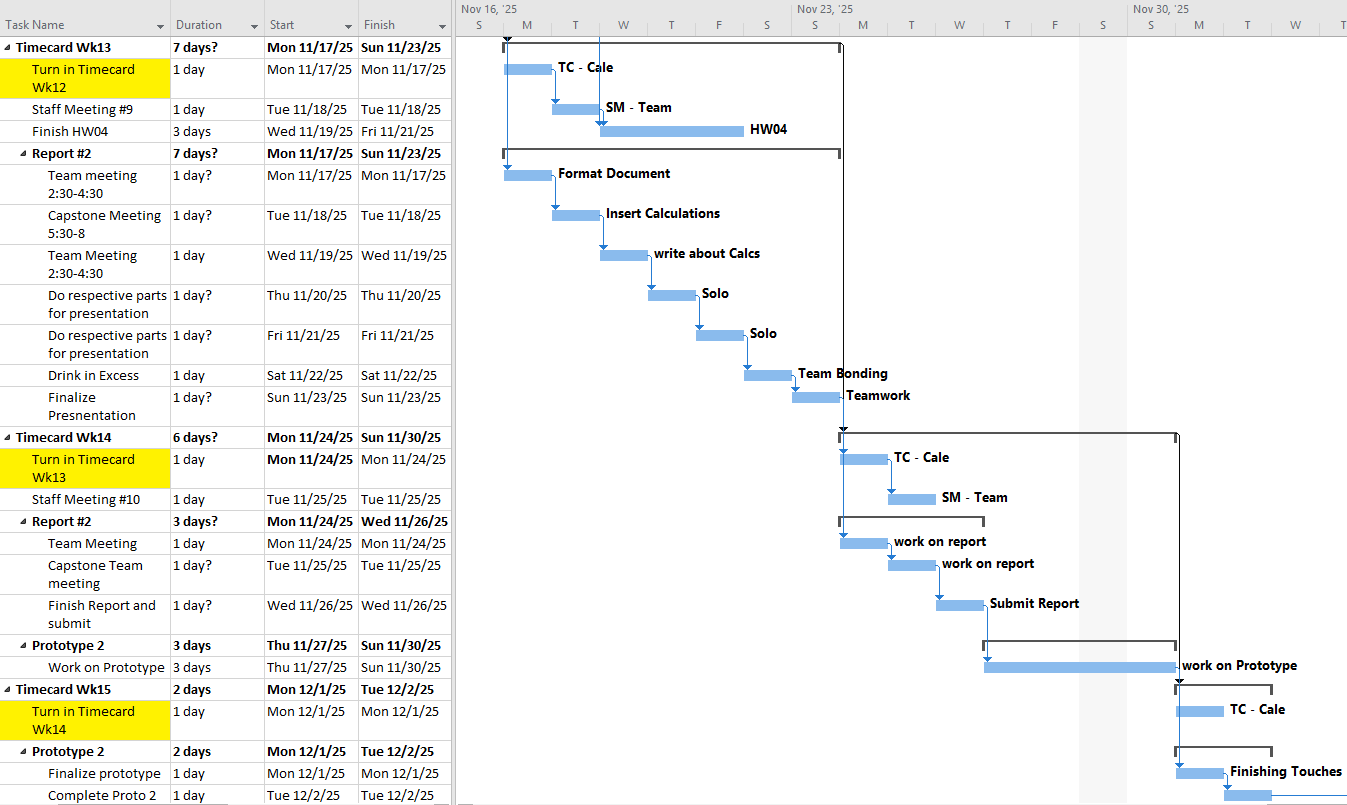 Nov 16, '25 Nov 23, '25 Nov 30, '25
Task Name Duration Start Finish S M T W T F S S M T W T F S S M T W T
Timecard Wk13 7 days? Mon 11/17/25 Sun 11/23/25
Turn in Timecard 1 day Mon 11/17/25 Mon 11/17/25 TC - Cale
Wk12
Staff Meeting #9 1 day Tue 11/18/25 Tue 11/18/25 SM - Team
Finish HW04 3 days Wed 11/19/25 Fri 11/21/25 HW04
Report #2 7 days? Mon 11/17/25 Sun 11/23/25
Team meeting 1 day? Mon 11/17/25 Mon 11/17/25 Format Document
2:30-4:30
Capstone Meeting 1 day? Tue 11/18/25 Tue 11/18/25 Insert Calculations
5:30-8
Team Meeting 1 day Wed 11/19/25 Wed 11/19/25 write about Calcs
2:30-4:30
Do respective parts 1 day? Thu 11/20/25 Thu 11/20/25 Solo
for presentation
Do respective parts 1 day? Fri 11/21/25 Fri 11/21/25 Solo
for presentation
Drink in Excess 1 day Sat 11/22/25 Sat 11/22/25 Team Bonding
Finalize 1 day? Sun 11/23/25 Sun 11/23/25 Teamwork
Presnentation
Timecard Wk14 6 days? Mon 11/24/25 Sun 11/30/25
Turn in Timecard 1 day Mon 11/24/25 Mon 11/24/25 TC - Cale
Wk13
Staff Meeting #10 1 day Tue 11/25/25 Tue 11/25/25 SM - Team
Report #2 3 days? Mon 11/24/25 Wed 11/26/25
Team Meeting 1 day Mon 11/24/25 Mon 11/24/25 work on report
Capstone Team 1 day? Tue 11/25/25 Tue 11/25/25 work on report
meeting
Finish Report and 1 day? Wed 11/26/25 Wed 11/26/25 Submit Report
submit
Prototype 2 3 days Thu 11/27/25 Sun 11/30/25
Work on Prototype 3 days Thu 11/27/25 Sun 11/30/25 work on Prototype
Timecard Wk15 2 days Mon 12/1/25 Tue 12/2/25
Turn in Timecard 1 day Mon 12/1/25 Mon 12/1/25 TC - Cale
Wk14
Prototype 2 2 days Mon 12/1/25 Tue 12/2/25
Finalize prototype 1 day Mon 12/1/25 Mon 12/1/25 Finishing Touches
Complete Proto 2 1 day Tue 12/2/25 Tue 12/2/25